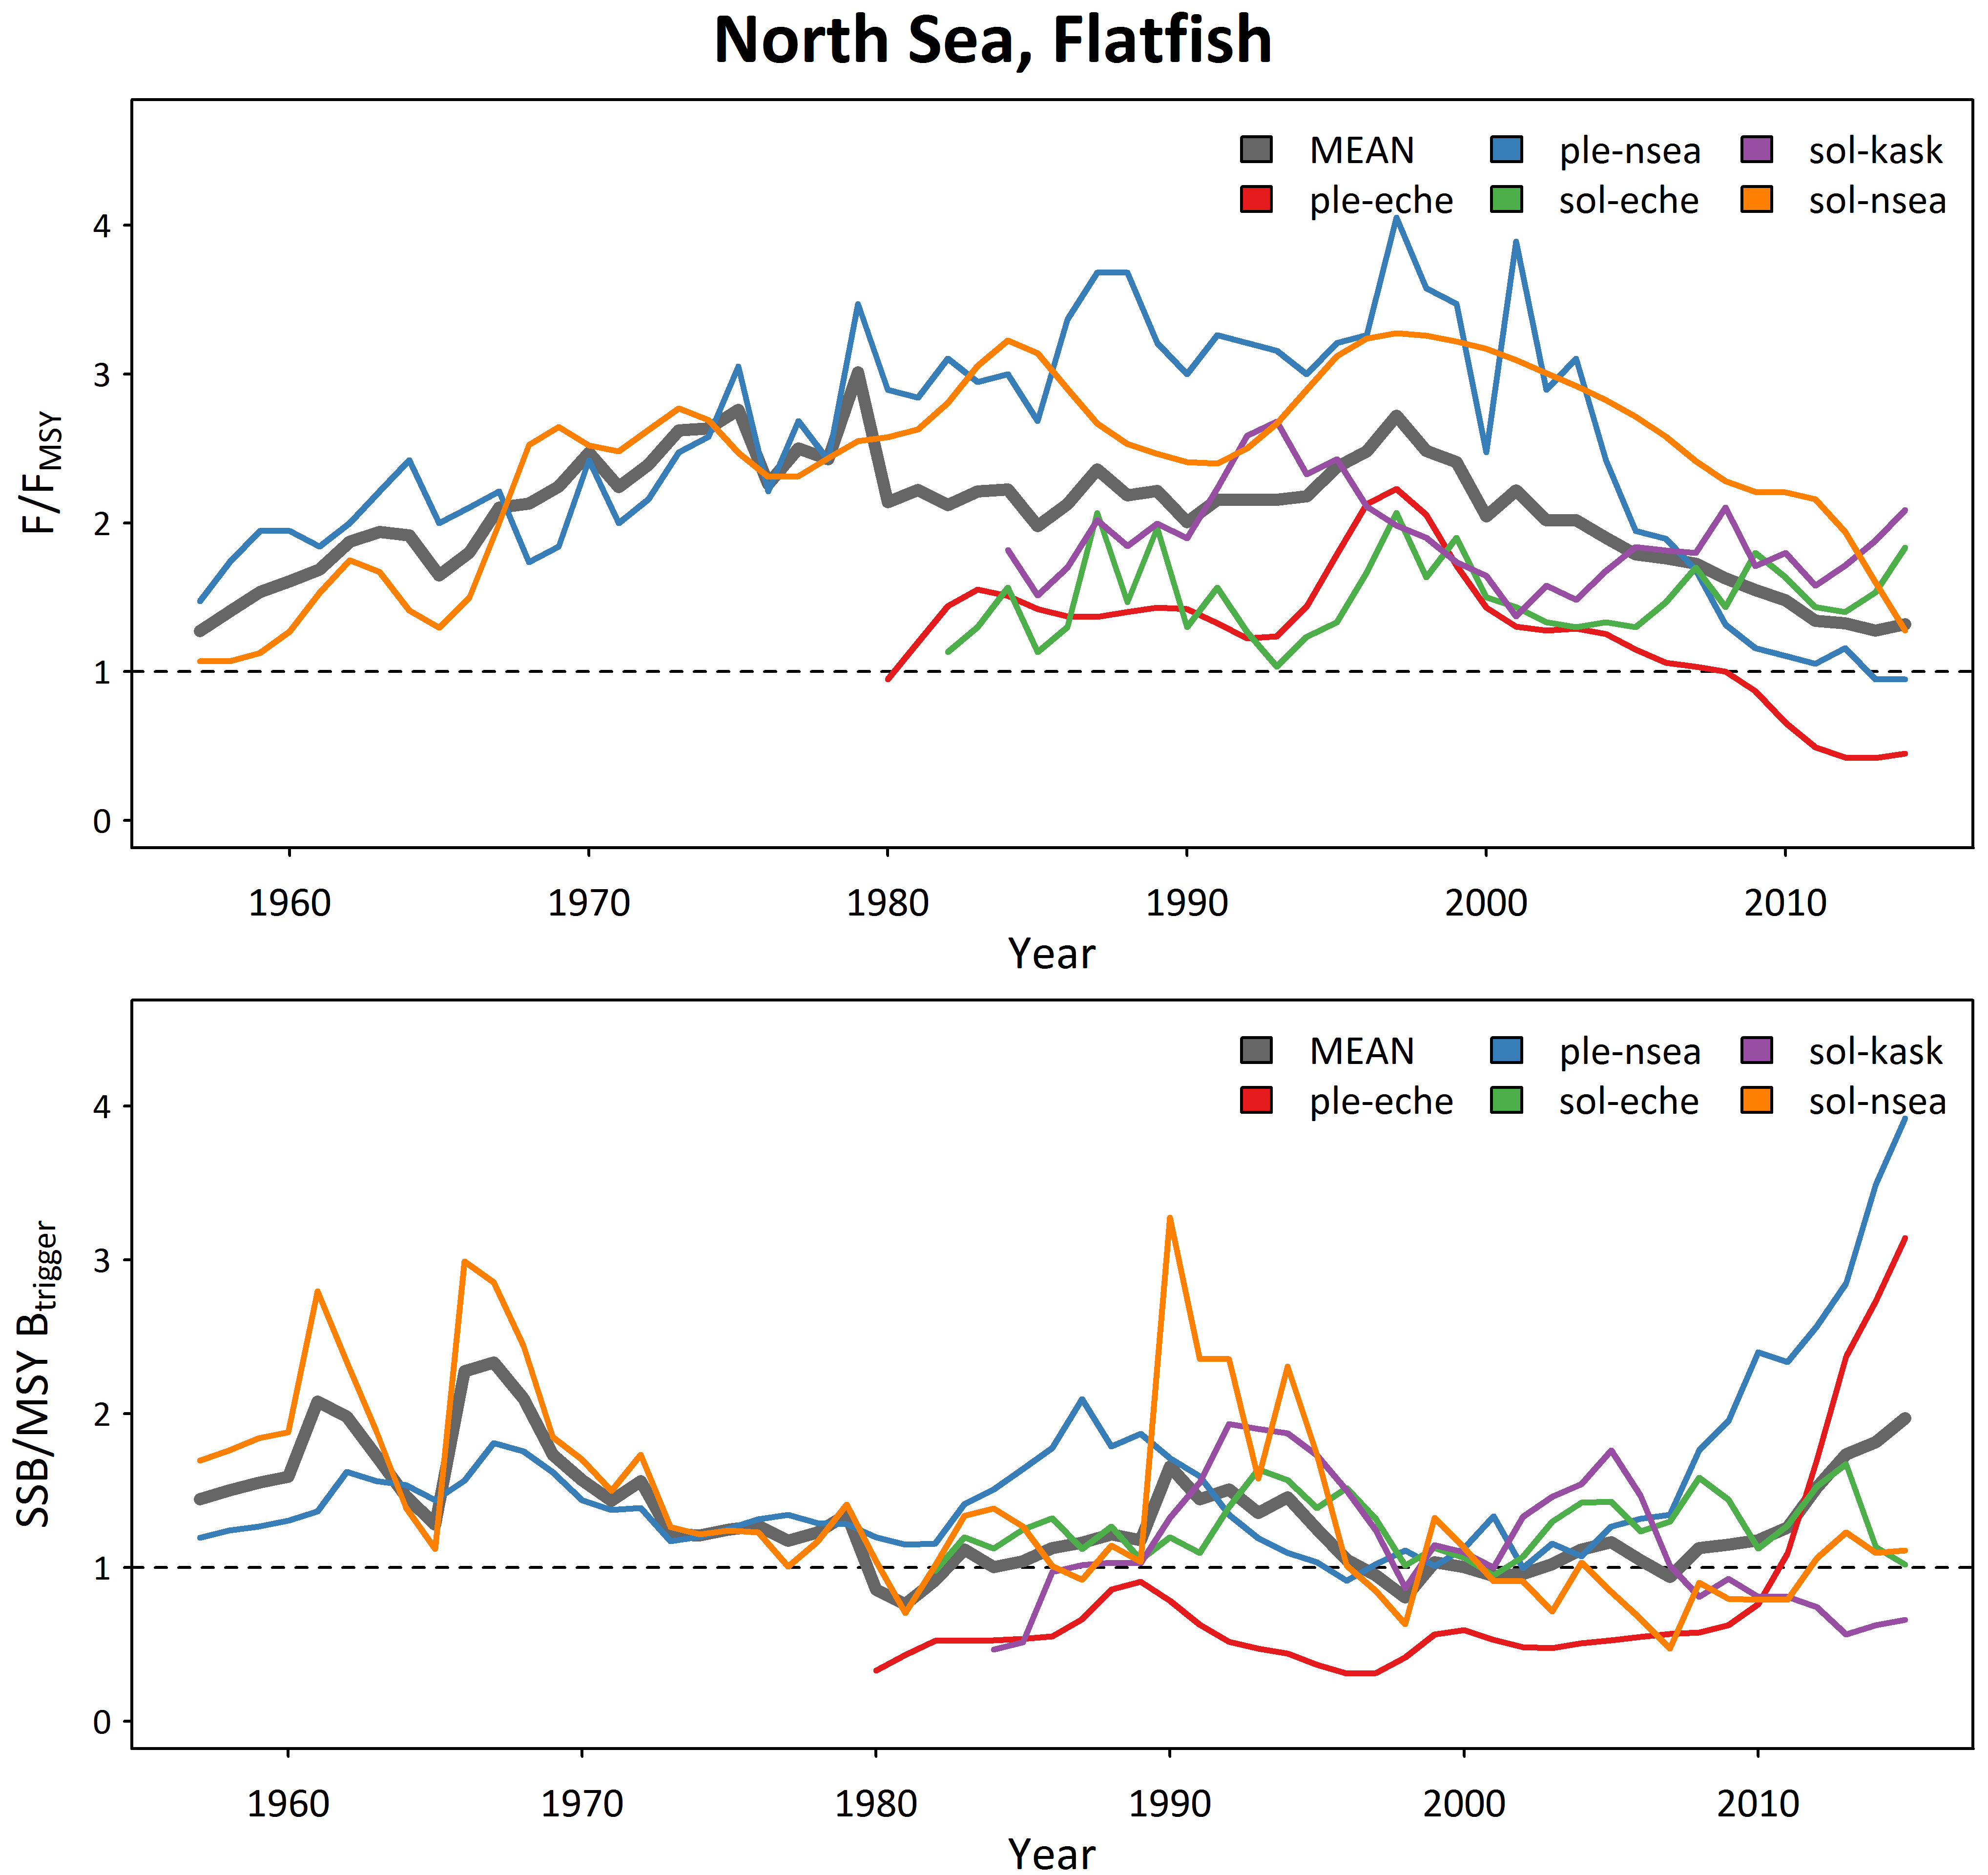 North Sea, Flatfish
MEAN ple-nsea sol-kask
ple-eche sol-eche sol-nsea
4
3
2
1
0
F/FMSY
1960 1970 1980 1990 2000 2010
Year
MEAN ple-nsea sol-kask
ple-eche sol-eche sol-nsea
4
3
2
1
0
SSB/MSY Btrigger
1960 1970 1980 1990 2000 2010
Year